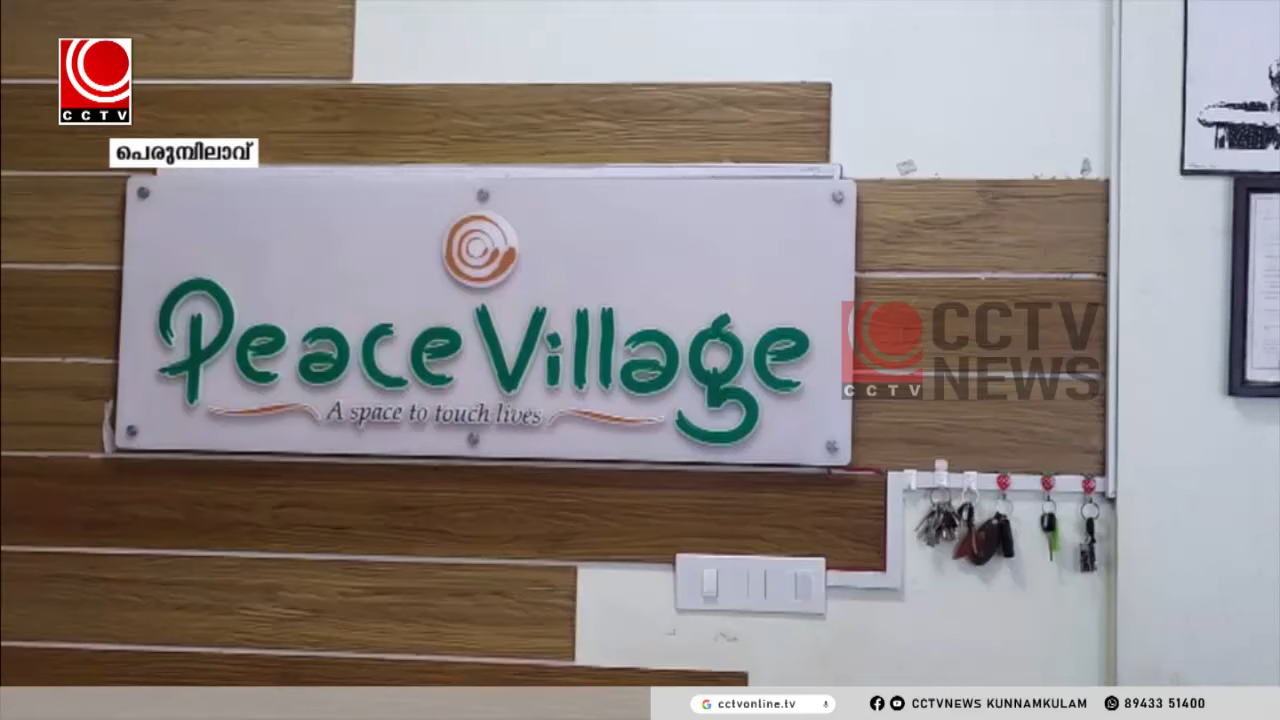 CCTV
പെരുമ്പിലാവ്
Peace Village
A space to touch lives
CCTV NEWS
CCTV
cctvonline.tv
CCTVNEWS KUNNAMKULAM
89433 51400